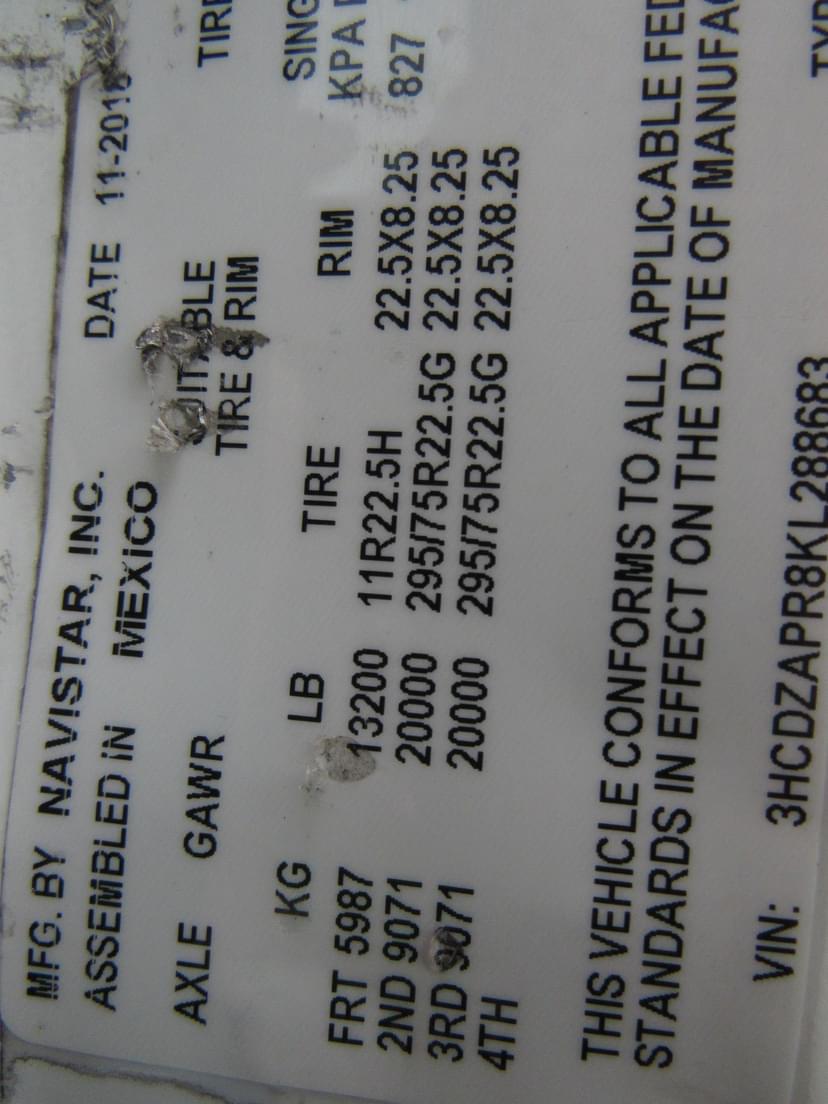 MFG. BY NAVISTAR, INC.
ASSEMBLED IN MEXICO DATE 11-2018
AXLE GAWR TIRE & RIM TIRE
KG LB TIRE RIM KPA
FRT 5987 13200 11R22.5H 22.5X8.25 827
2ND 9071 20000 295/75R22.5G 22.5X8.25
3RD 9071 20000 295/75R22.5G 22.5X8.25
4TH
THIS VEHICLE CONFORMS TO ALL APPLICABLE FED
STANDARDS IN EFFECT ON THE DATE OF MANUFAC
VIN: 3HCDZAPR8KL288683 TYP